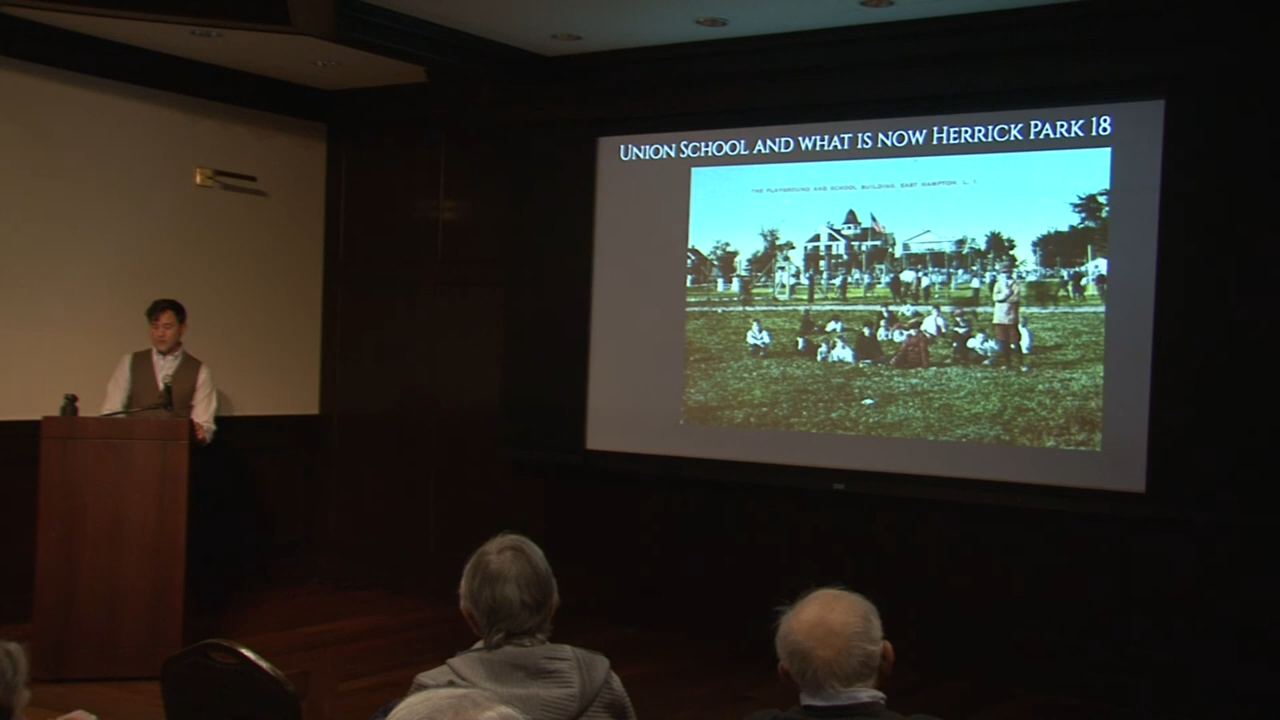 Union School and what is now Herrick Park 18
THE PLAYGROUND AND SCHOOL BUILDING, EAST HAMPTON, L. I.